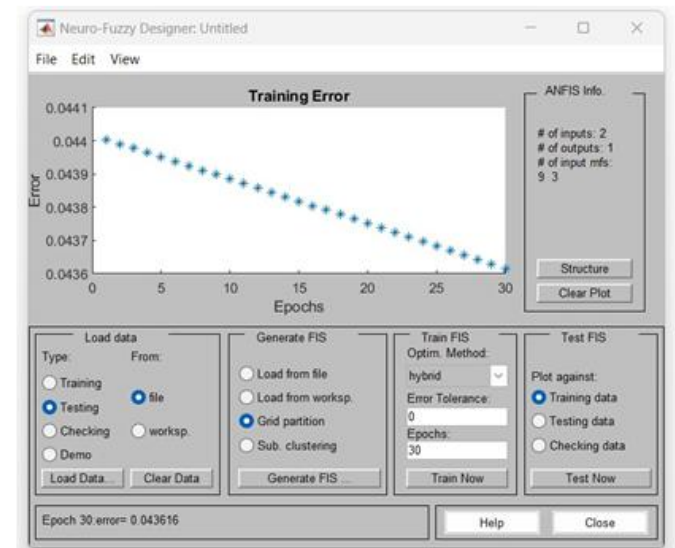 Neuro-Fuzzy Designer: Untitled
File Edit View
Training Error
0.0441
0.044
0.0439
0.0438
0.0437
0.0436
Error
0 5 10 15 20 25 30
Epochs
ANFIS Info.
# of inputs: 2
# of outputs: 1
# of input mfs:
9 3
Structure
Clear Plot
Load data
Type: From:
Training
Testing
Checking
Demo
file
worksp.
Load Data... Clear Data
Generate FIS
Load from file
Load from worksp.
Grid partition
Sub. clustering
Generate FIS ...
Train FIS
Optim. Method:
hybrid
Error Tolerance:
0
Epochs:
30
Train Now
Test FIS
Plot against:
Training data
Testing data
Checking data
Test Now
Epoch 30:error= 0.043616
Help
Close